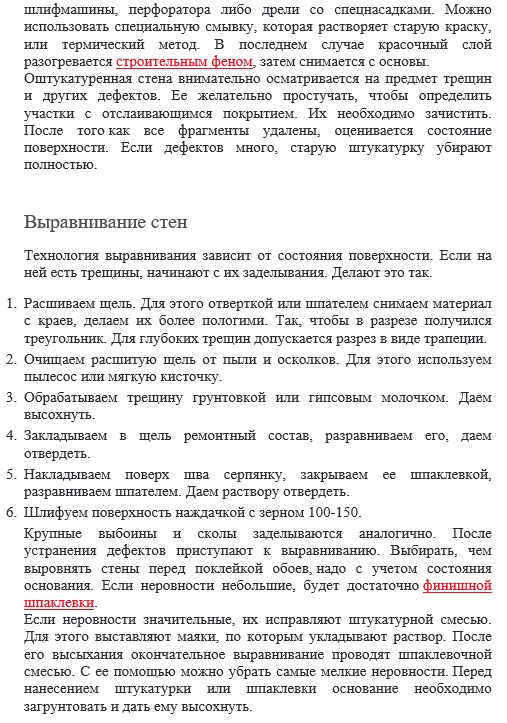 шлифмашины, перфоратора либо дрели со спецнасадками. Можно
использовать специальную смывку, которая растворяет старую краску,
или термический метод. В последнем случае красочный слой
разогревается строительным феном, затем снимается с основы.
Оштукатуренная стена внимательно осматривается на предмет трещин
и других дефектов. Ее желательно простучать, чтобы определить
участки с отслаивающимся покрытием. Их необходимо зачистить.
После того как все фрагменты удалены, оценивается состояние
поверхности. Если дефектов много, старую штукатурку убирают
полностью.
Выравнивание стен
Технология выравнивания зависит от состояния поверхности. Если на
ней есть трещины, начинают с их заделывания. Делают это так.
1. Расшиваем щель. Для этого отверткой или шпателем снимаем материал
с краев, делаем их более пологими. Так, чтобы в разрезе получился
треугольник. Для глубоких трещин допускается разрез в виде трапеции.
2. Очищаем расшитую щель от пыли и осколков. Для этого используем
пылесос или мягкую кисточку.
3. Обрабатываем трещину грунтовкой или гипсовым молочком. Даем
высохнуть.
4. Закладываем в щель ремонтный состав, разравниваем его, даем
отвердеть.
5. Накладываем поверх шва серпянку, закрываем ее шпаклевкой,
разравниваем шпателем. Даем раствору отвердеть.
6. Шлифуем поверхность наждачкой с зерном 100-150.
Крупные выбоины и сколы заделываются аналогично. После
устранения дефектов приступают к выравниванию. Выбирать, чем
выровнять стены перед поклейкой обоев, надо с учетом состояния
основания. Если неровности небольшие, будет достаточно финишной
шпаклевки.
Если неровности значительные, их исправляют штукатурной смесью.
Для этого выставляют маяки, по которым укладывают раствор. После
его высыхания окончательное выравнивание проводят шпаклевочной
смесью. С ее помощью можно убрать самые мелкие неровности. Перед
нанесением штукатурки или шпаклевки основание необходимо
загрунтовать и дать ему высохнуть.